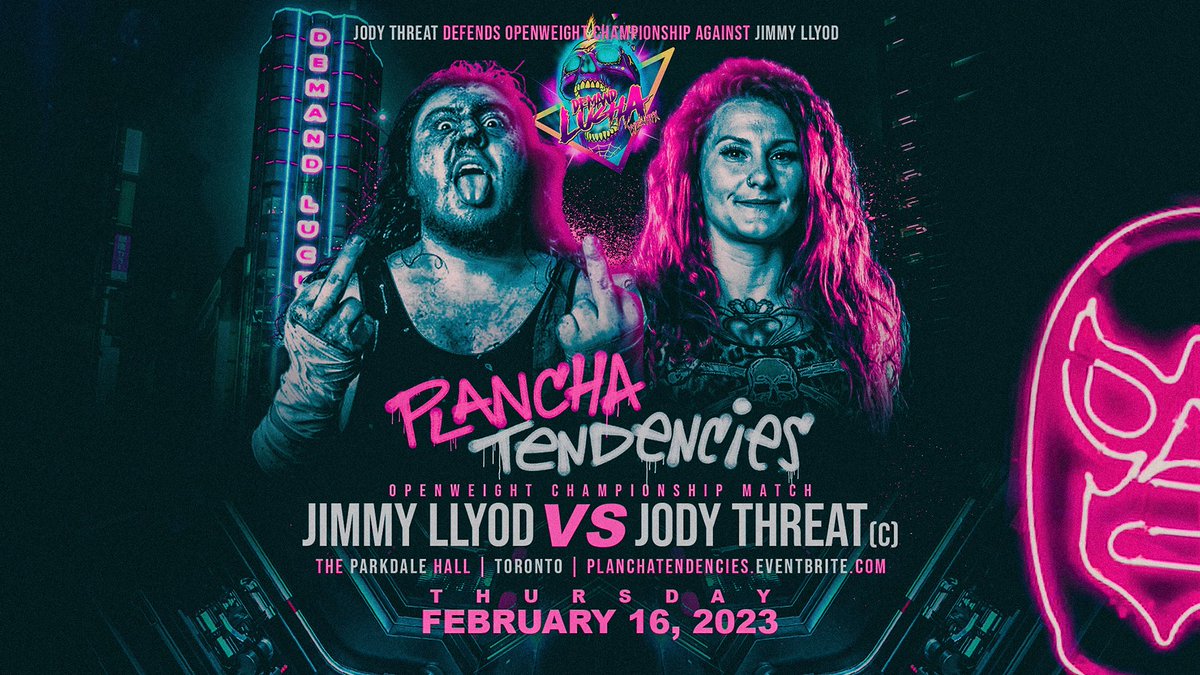 JODY THREAT DEFENDS OPENWEIGHT CHAMPIONSHIP AGAINST JIMMY LLYOD
DEMAND LUCH
DEMAND
LUCHA
PLANCHA
TENDENCIES
OPENWEIGHT CHAMPIONSHIP MATCH
JIMMY LLYOD VS JODY THREAT (C)
THE PARKDALE HALL | TORONTO | PLANCHATENDENCIES.EVENTBRITE.COM
THURSDAY
FEBRUARY 16, 2023